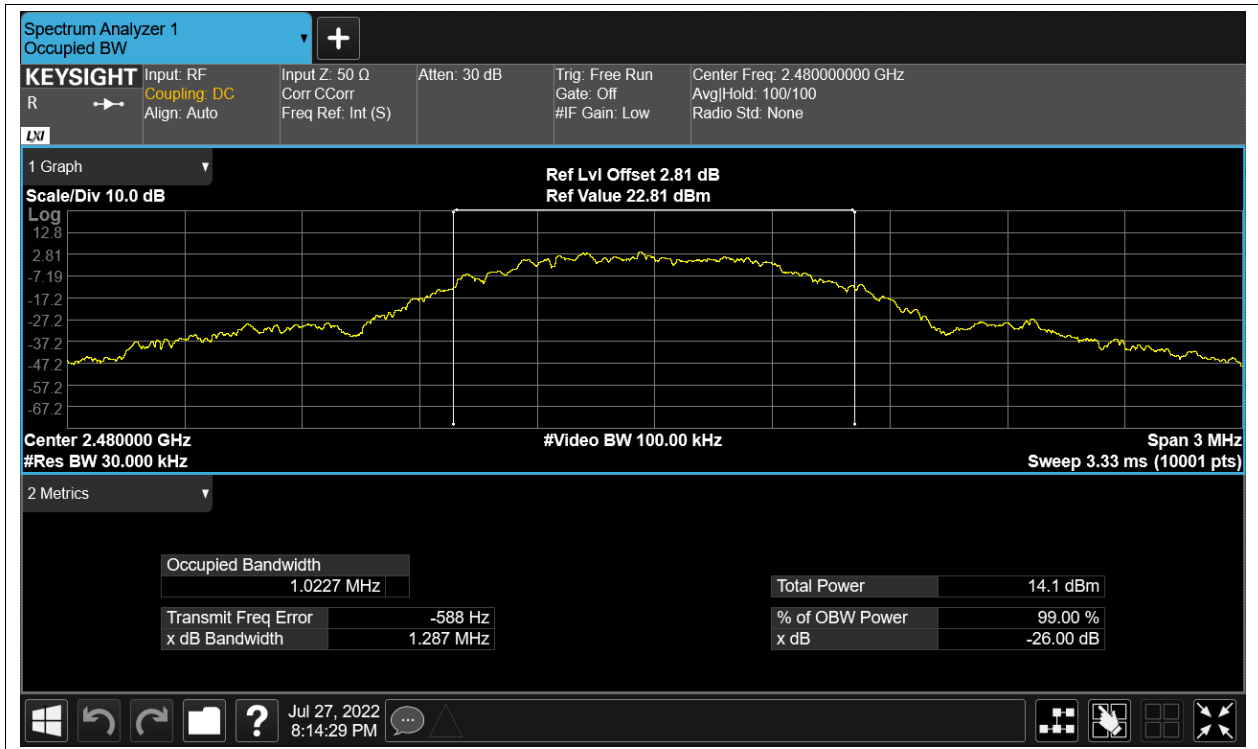 Spectrum Analyzer 1
Occupied BW
KEYSIGHT
R
LXI
Input: RF
Coupling: DC
Align: Auto
Input Z: 50 Ω
Corr CCorr
Freq Ref: Int (S)
Atten: 30 dB
Trig: Free Run
Gate: Off
#IF Gain: Low
Center Freq: 2.480000000 GHz
Avg|Hold: 100/100
Radio Std: None
1 Graph
Scale/Div 10.0 dB
Ref Lvl Offset 2.81 dB
Ref Value 22.81 dBm
Log
12.8
2.81
-7.19
-17.2
-27.2
-37.2
-47.2
-57.2
-67.2
Center 2.480000 GHz
#Video BW 100.00 kHz
Span 3 MHz
#Res BW 30.000 kHz
Sweep 3.33 ms (10001 pts)
2 Metrics
Occupied Bandwidth
1.0227 MHz
Transmit Freq Error -588 Hz
x dB Bandwidth 1.287 MHz
Total Power 14.1 dBm
% of OBW Power 99.00 %
x dB -26.00 dB
?
Jul 27, 2022
8:14:29 PM